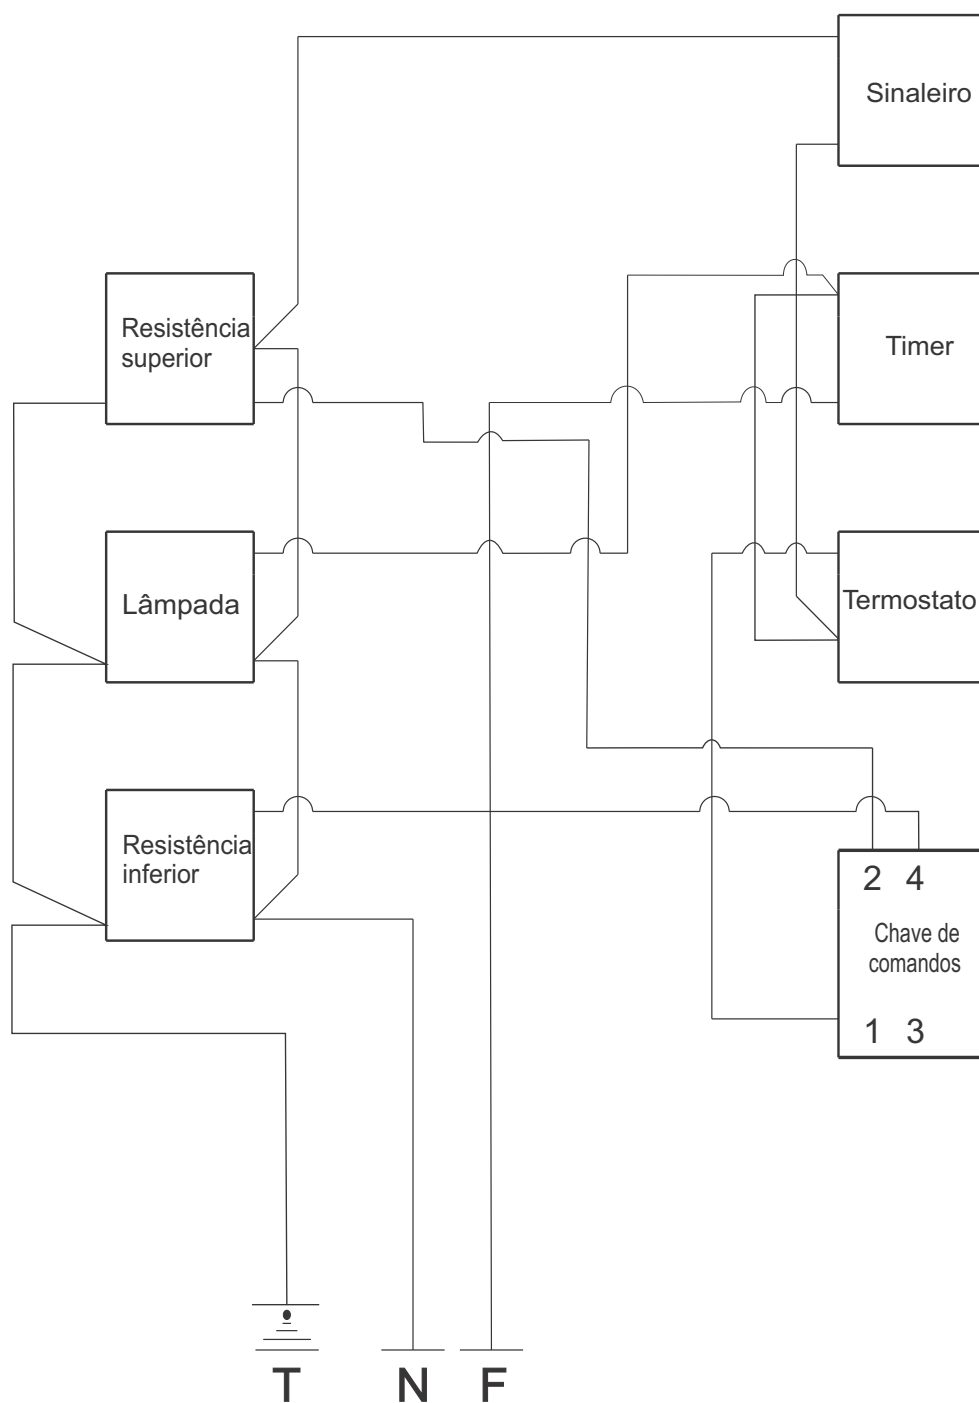 Sinaleiro
Resistência
superior
Timer
Lâmpada
Termostato
Resistência
inferior
2 4
Chave de
comandos
1 3
T N F